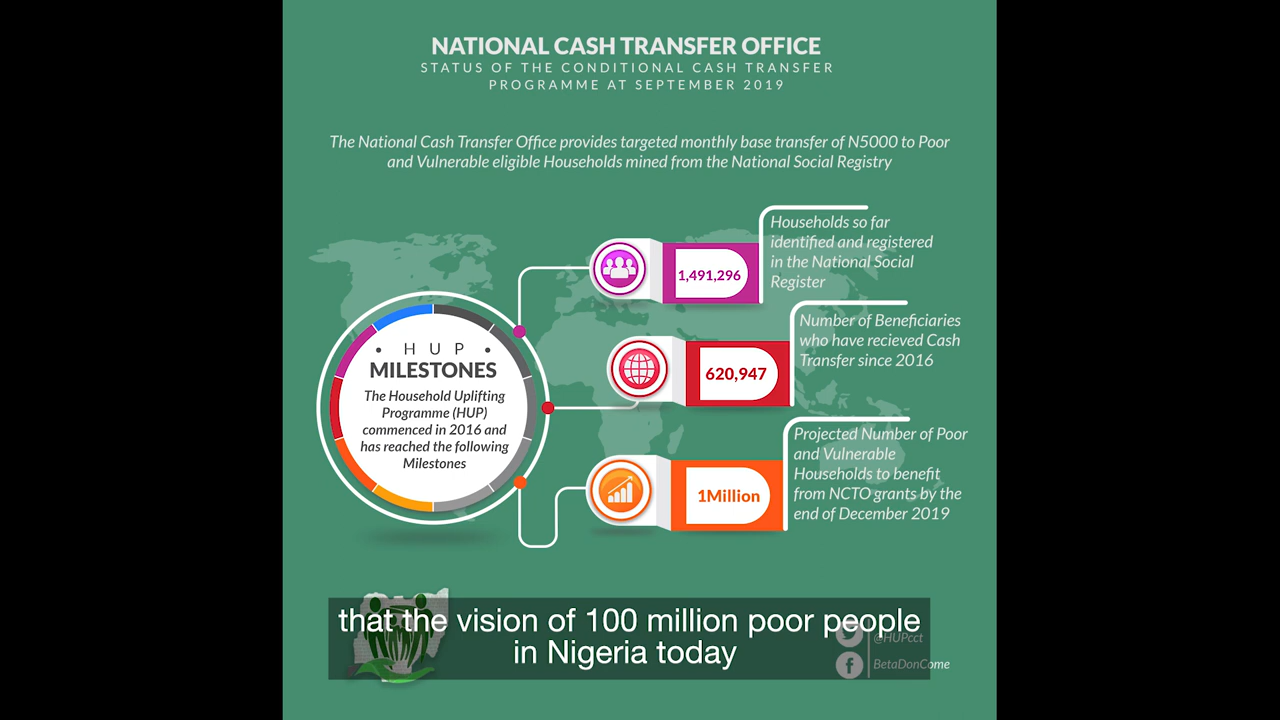 NATIONAL CASH TRANSFER OFFICE
STATUS OF THE CONDITIONAL CASH TRANSFER
PROGRAMME AT SEPTEMBER 2019
The National Cash Transfer Office provides targeted monthly base transfer of N5000 to Poor
and Vulnerable eligible Households mined from the National Social Registry
• H U P •
MILESTONES
The Household Uplifting
Programme (HUP)
commenced in 2016 and
has reached the following
Milestones
1,491,296
Households so far
identified and registered
in the National Social
Register
620,947
Number of Beneficiaries
who have recieved Cash
Transfer since 2016
1Million
Projected Number of Poor
and Vulnerable
Households to benefit
from NCTO grants by the
end of December 2019
that the vision of 100 million poor people
in Nigeria today
@HUPcct
BetaDonCome